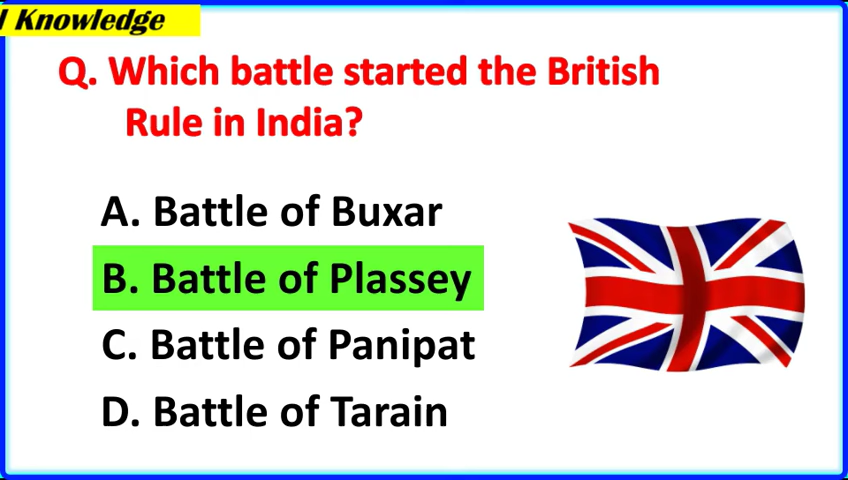 Knowledge
Q. Which battle started the British
Rule in India?
A. Battle of Buxar
B. Battle of Plassey
C. Battle of Panipat
D. Battle of Tarain